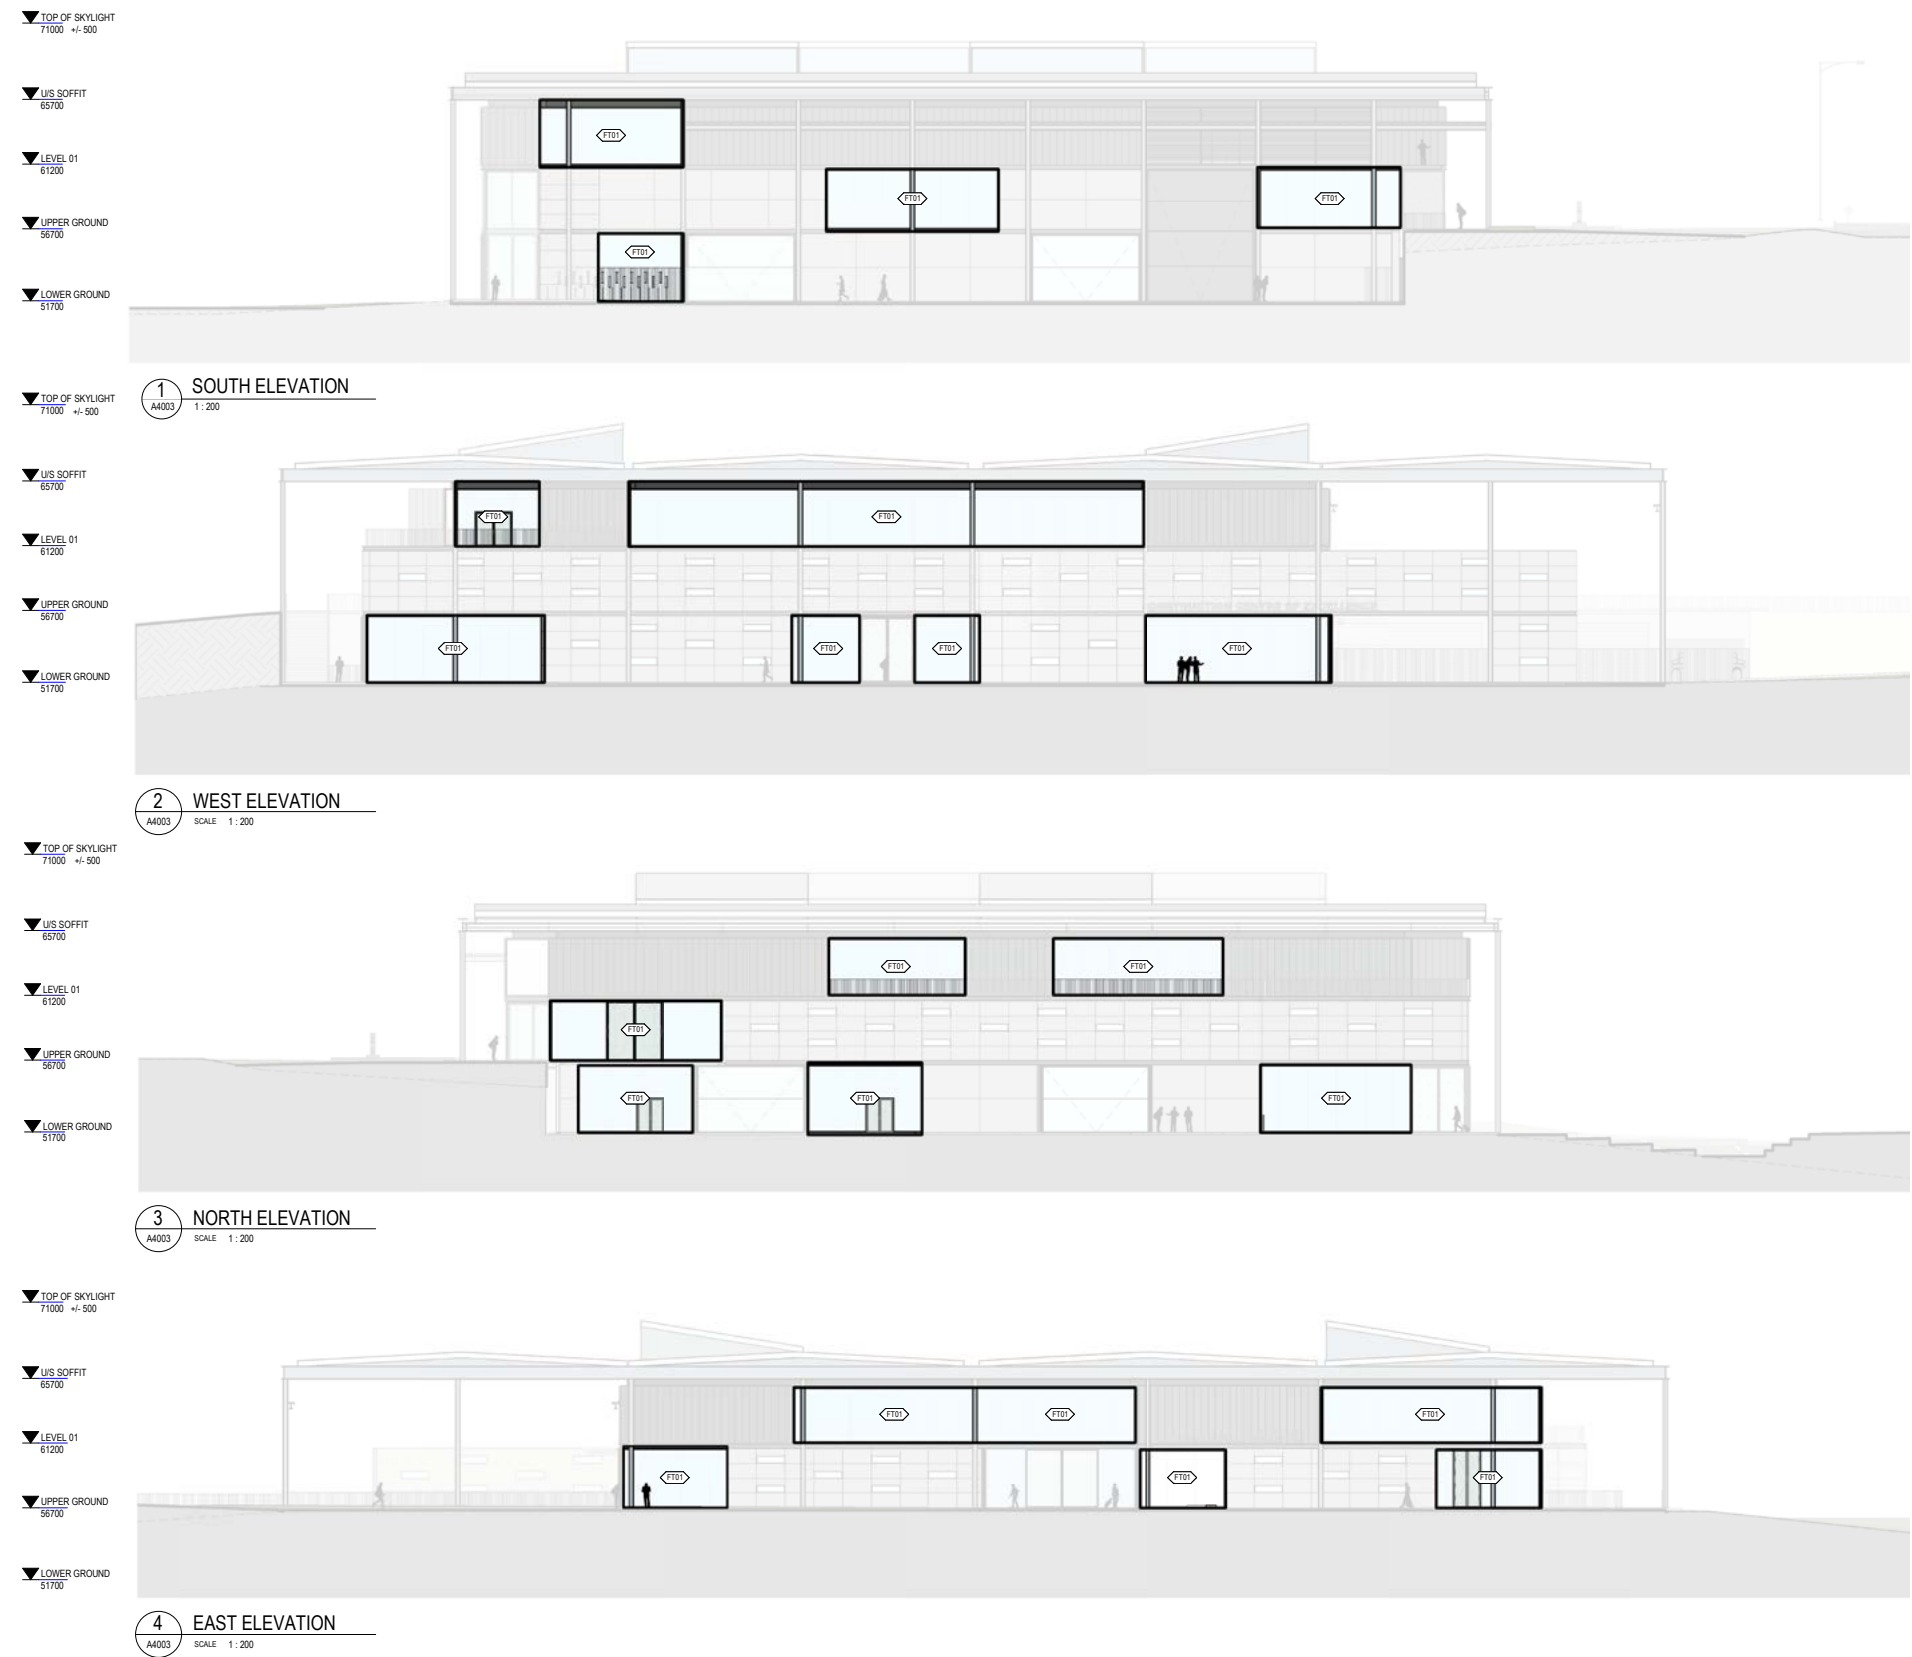 TOP OF SKYLIGHT
71000 +/- 500
U/S SOFFIT
65700
FT01
LEVEL 01
61200
FT01
FT01
UPPER GROUND
56700
FT01
LOWER GROUND
51700
1
A4003
SOUTH ELEVATION
1 : 200
TOP OF SKYLIGHT
71000 +/- 500
U/S SOFFIT
65700
FT01
FT01
LEVEL 01
61200
UPPER GROUND
56700
FT01
FT01
FT01
FT01
LOWER GROUND
51700
2
A4003
WEST ELEVATION
SCALE 1 : 200
TOP OF SKYLIGHT
71000 +/- 500
U/S SOFFIT
65700
FT01
FT01
LEVEL 01
61200
FT01
UPPER GROUND
56700
FT01
FT01
FT01
LOWER GROUND
51700
3
A4003
NORTH ELEVATION
SCALE 1 : 200
TOP OF SKYLIGHT
71000 +/- 500
U/S SOFFIT
65700
FT01
FT01
FT01
LEVEL 01
61200
FT01
FT01
FT01
UPPER GROUND
56700
LOWER GROUND
51700
4
A4003
EAST ELEVATION
SCALE 1 : 200